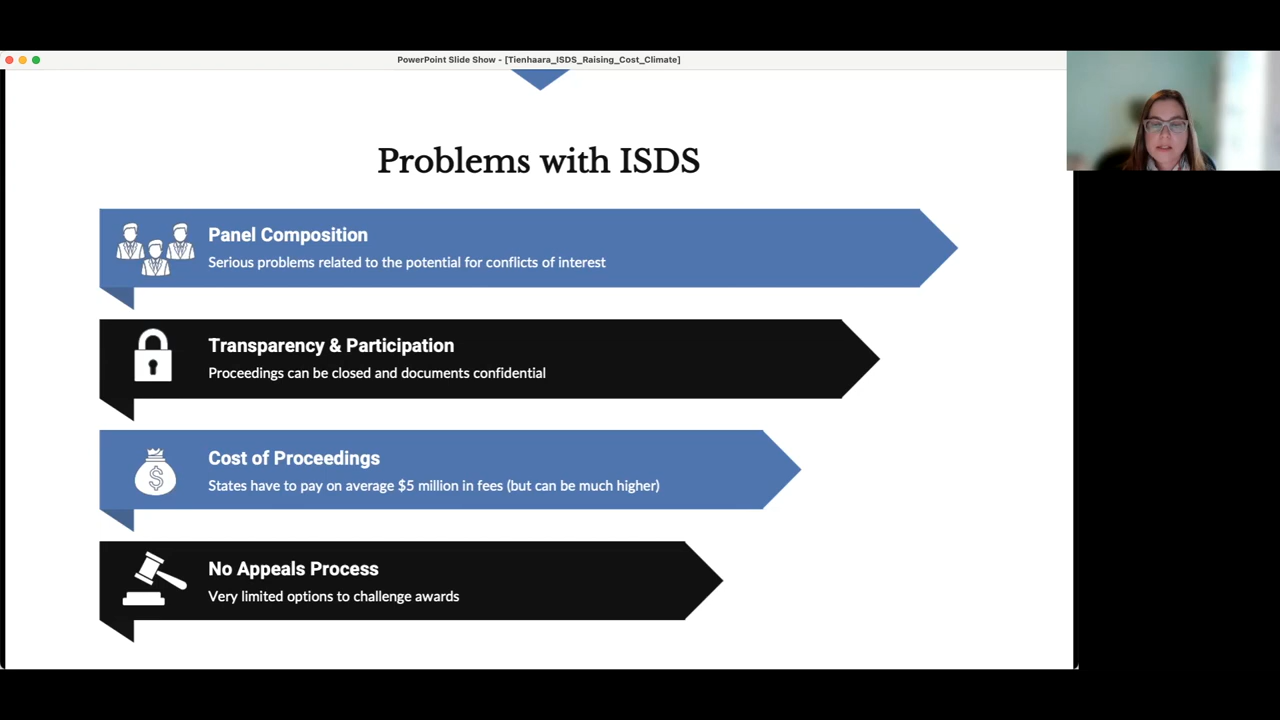 PowerPoint Slide Show - [Tienhaara_ISDS_Raising_Cost_Climate]
Problems with ISDS
Panel Composition
Serious problems related to the potential for conflicts of interest
Transparency & Participation
Proceedings can be closed and documents confidential
$
Cost of Proceedings
States have to pay on average $5 million in fees (but can be much higher)
No Appeals Process
Very limited options to challenge awards